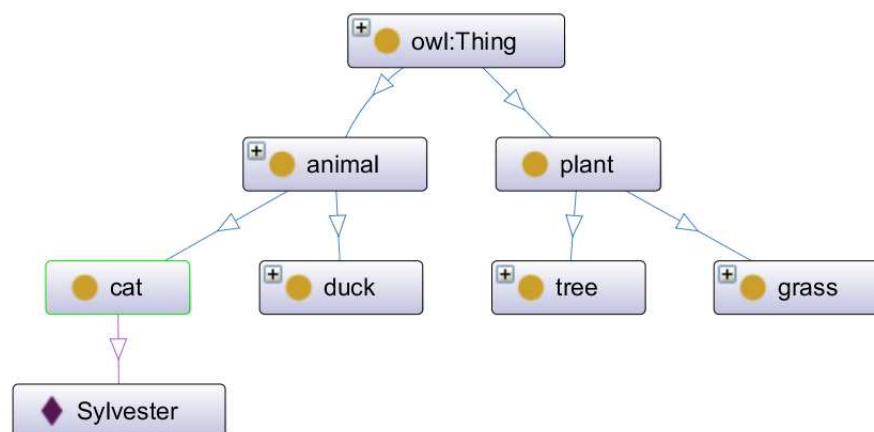 owl:Thing
animal
plant
cat
duck
tree
grass
Sylvester